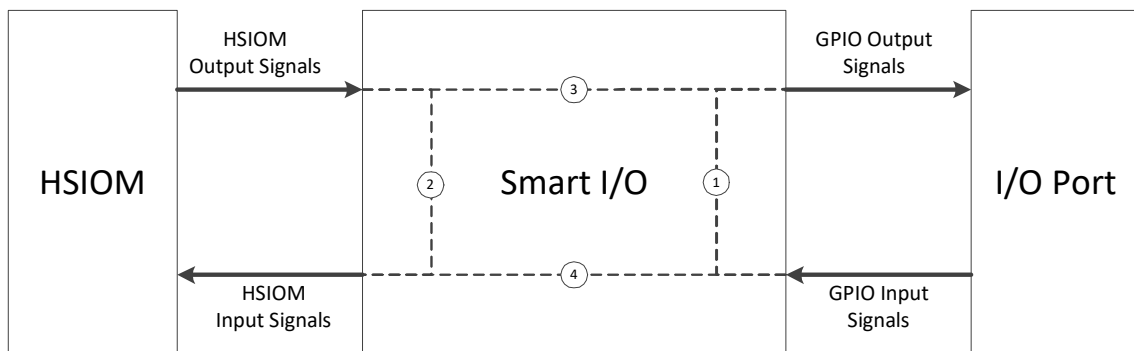 HSIOM
Output Signals
GPIO Output
Signals
3
HSIOM
2
Smart I/O
1
I/O Port
4
HSIOM
Input Signals
GPIO Input
Signals